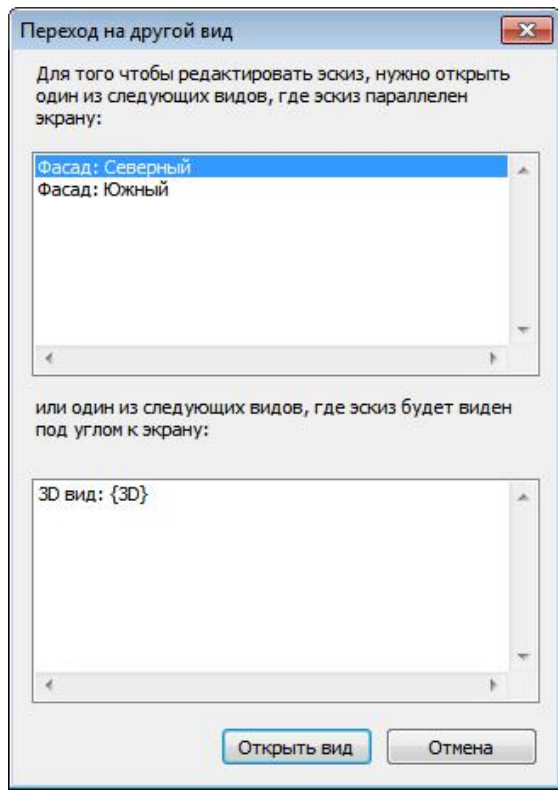 Переход на другой вид
Для того чтобы редактировать эскиз, нужно открыть
один из следующих видов, где эскиз параллелен
экрану:
Фасад: Северный
Фасад: Южный
или один из следующих видов, где эскиз будет виден
под углом к экрану:
3D вид: {3D}
Открыть вид
Отмена